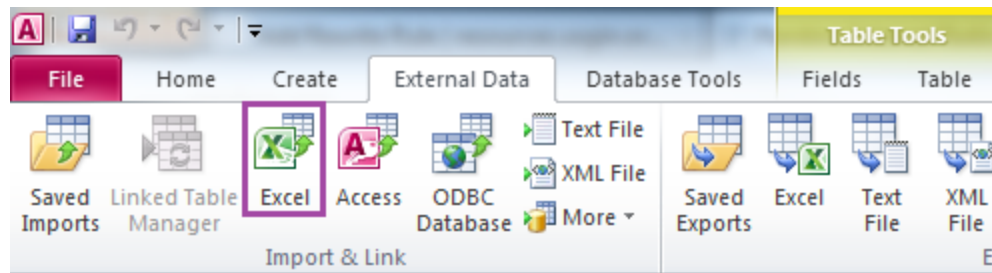 A
Table Tools
File Home Create External Data Database Tools Fields Table
Saved Imports
Linked Table Manager
Excel
Access
ODBC Database
Text File
XML File
More
Saved Exports
Excel
Text File
XML File
Import & Link
E